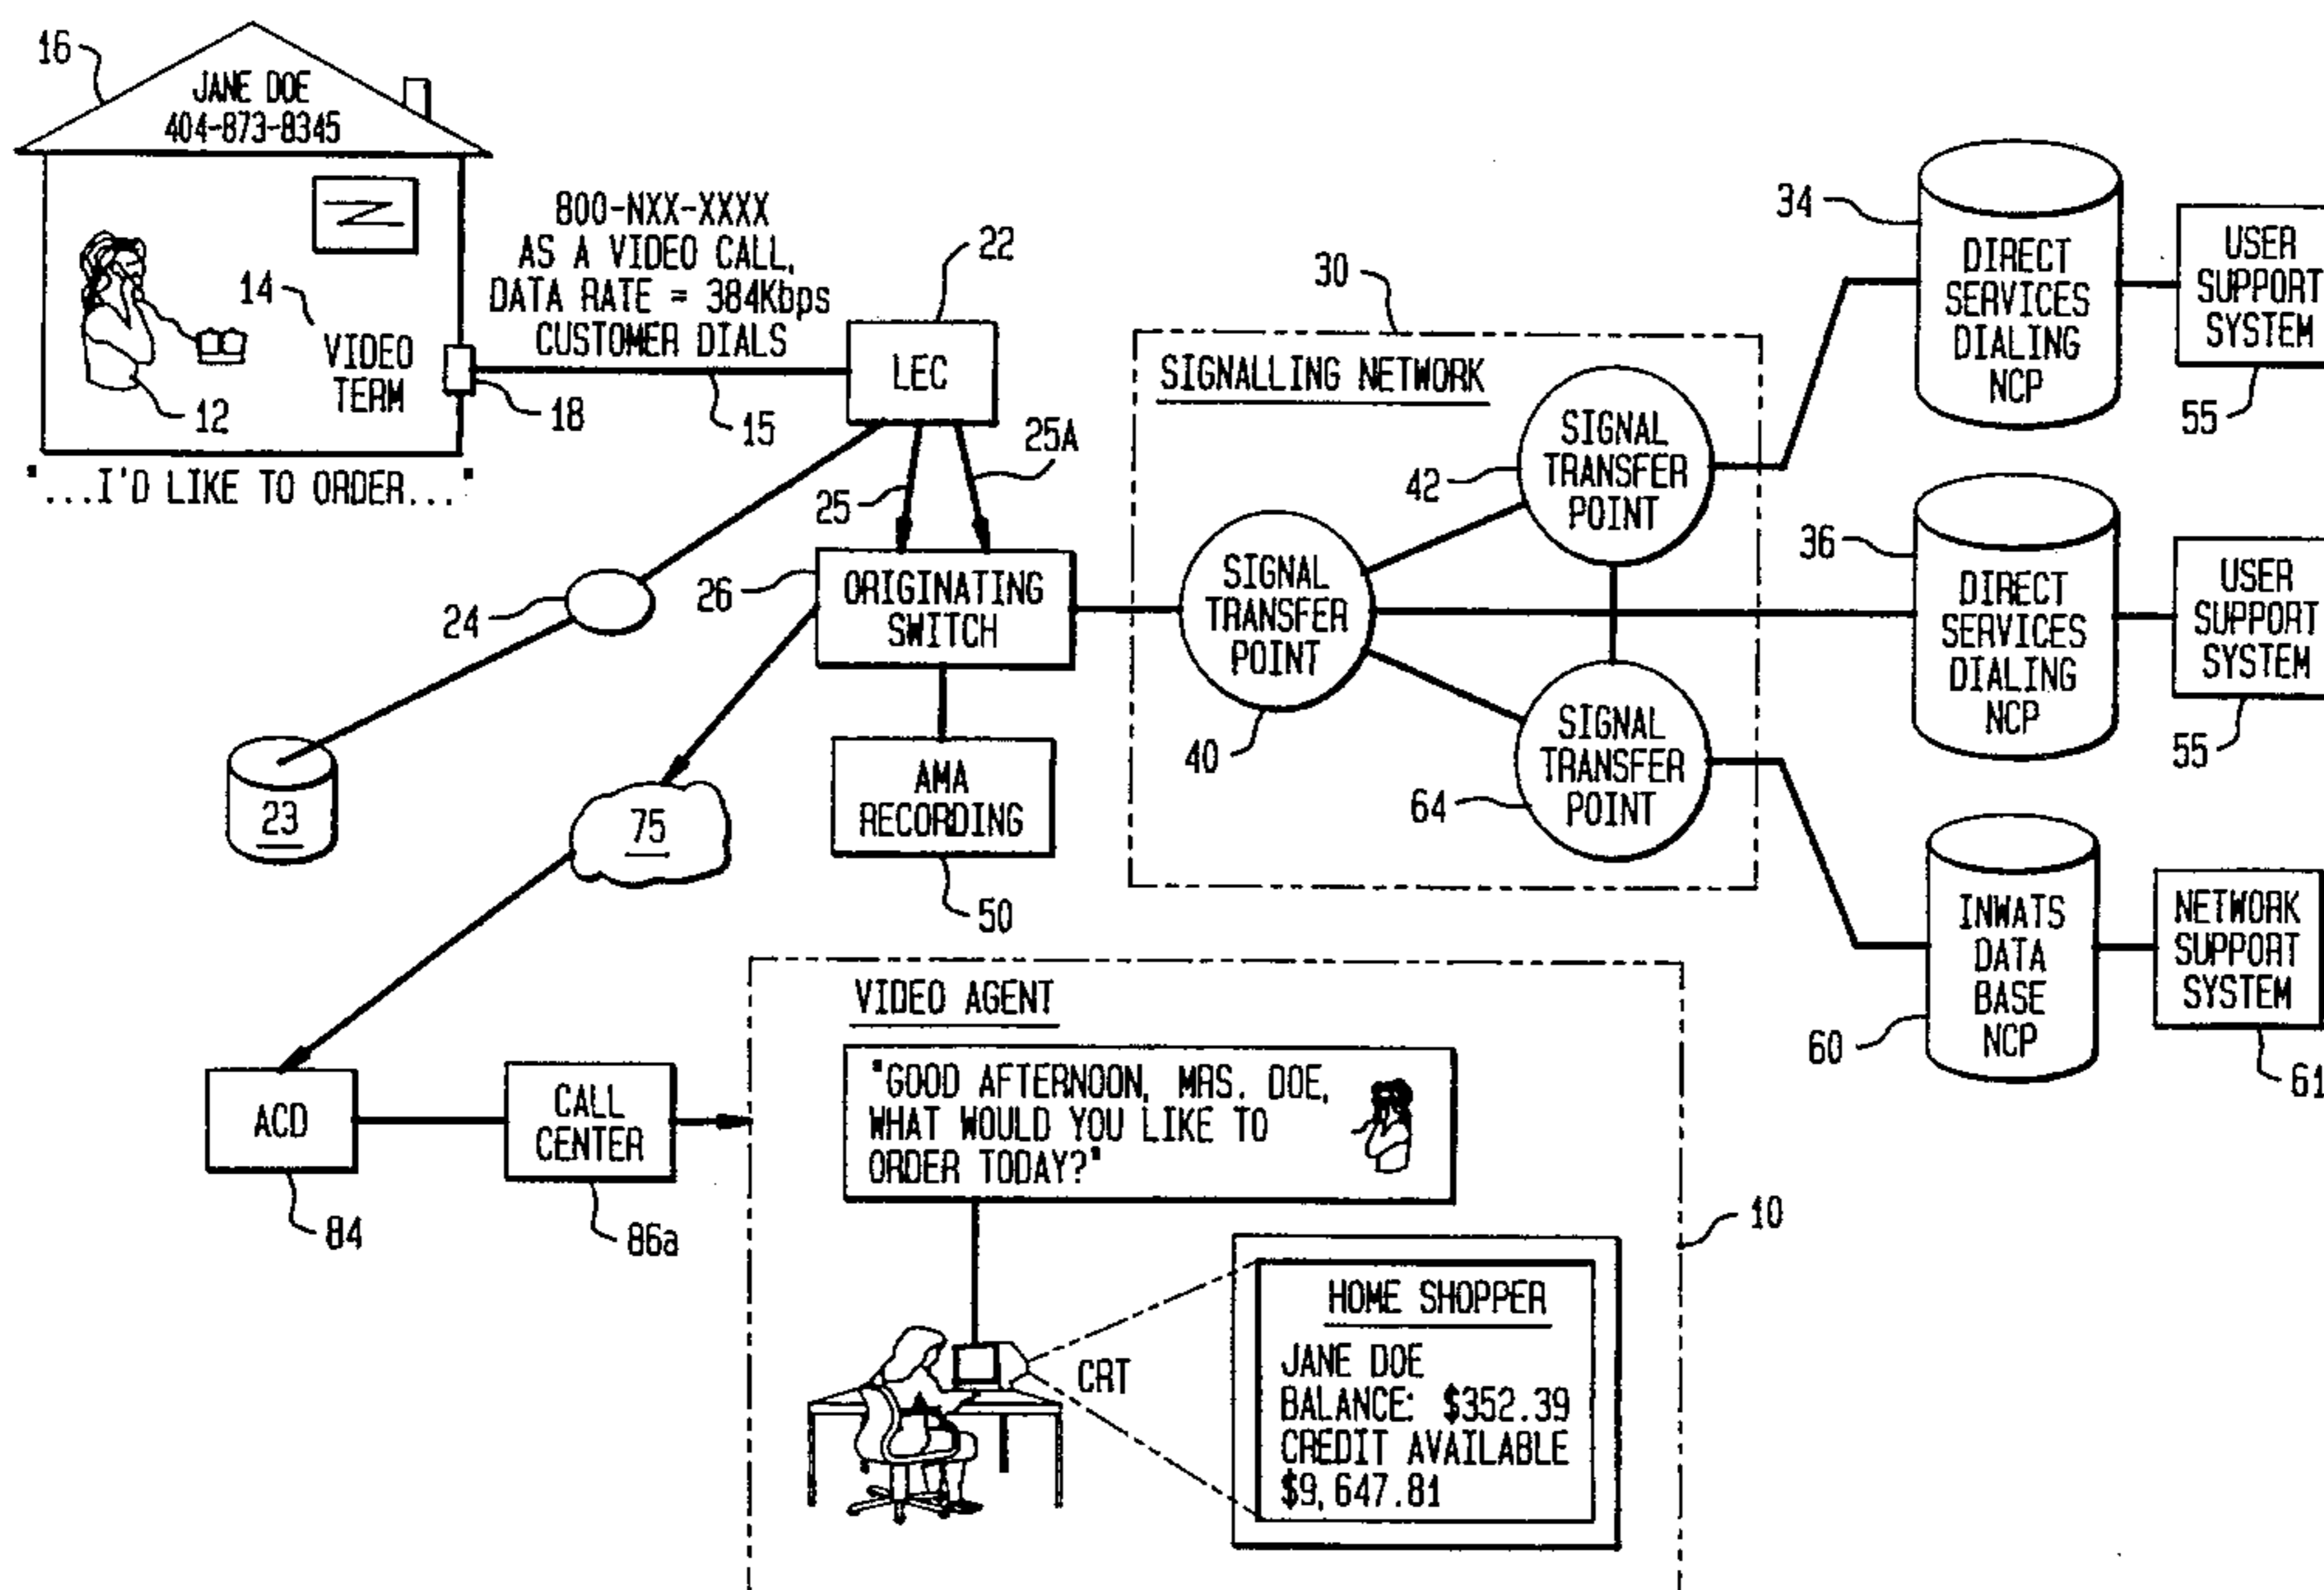 16
JANE DOE
404-873-8345
14
VIDEO
TERM
12
18
"...I'D LIKE TO ORDER..."
800-NXX-XXXX
AS A VIDEO CALL,
DATA RATE = 384Kbps
CUSTOMER DIALS
15
22
LEC
25
25A
24
23
26
ORIGINATING
SWITCH
75
AMA
RECORDING
50
30
SIGNALLING NETWORK
SIGNAL
TRANSFER
POINT
40
42
SIGNAL
TRANSFER
POINT
64
SIGNAL
TRANSFER
POINT
34
DIRECT
SERVICES
DIALING
NCP
USER
SUPPORT
SYSTEM
55
36
DIRECT
SERVICES
DIALING
NCP
USER
SUPPORT
SYSTEM
55
60
INWATS
DATA
BASE
NCP
NETWORK
SUPPORT
SYSTEM
61
ACD
84
CALL
CENTER
86a
VIDEO AGENT
"GOOD AFTERNOON, MRS. DOE,
WHAT WOULD YOU LIKE TO
ORDER TODAY?"
10
CRT
HOME SHOPPER
JANE DOE
BALANCE: $352.39
CREDIT AVAILABLE
$9,647.81